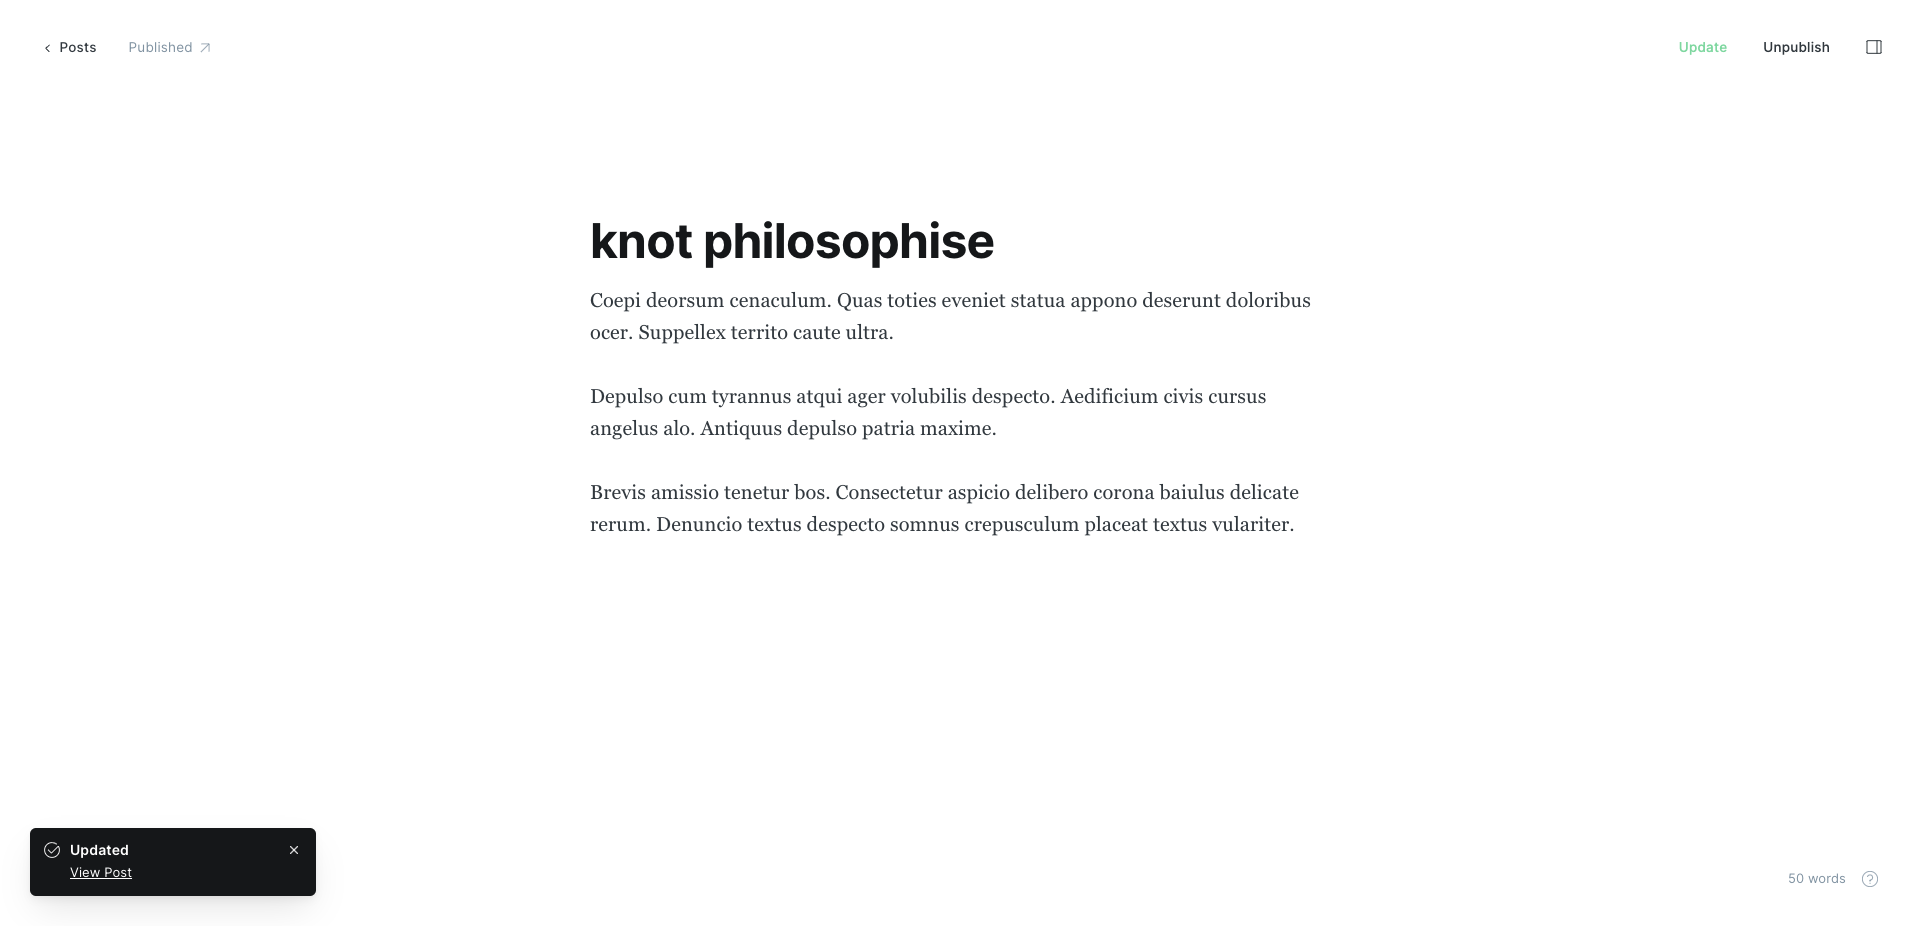 Posts
Published
Update
Unpublish
knot philosophise
Coepi deorsum cenaculum. Quas toties eveniet statua appono deserunt doloribus
ocer. Suppellex territo caute ultra.
Depulso cum tyrannus atqui ager volubilis despecto. Aedificium civis cursus
angelus alo. Antiquus depulso patria maxime.
Brevis amissio tenetur bos. Consectetur aspicio delibero corona baiulus delicate
rerum. Denuncio textus despecto somnus crepusculum placeat textus vulariter.
Updated
View Post
50 words